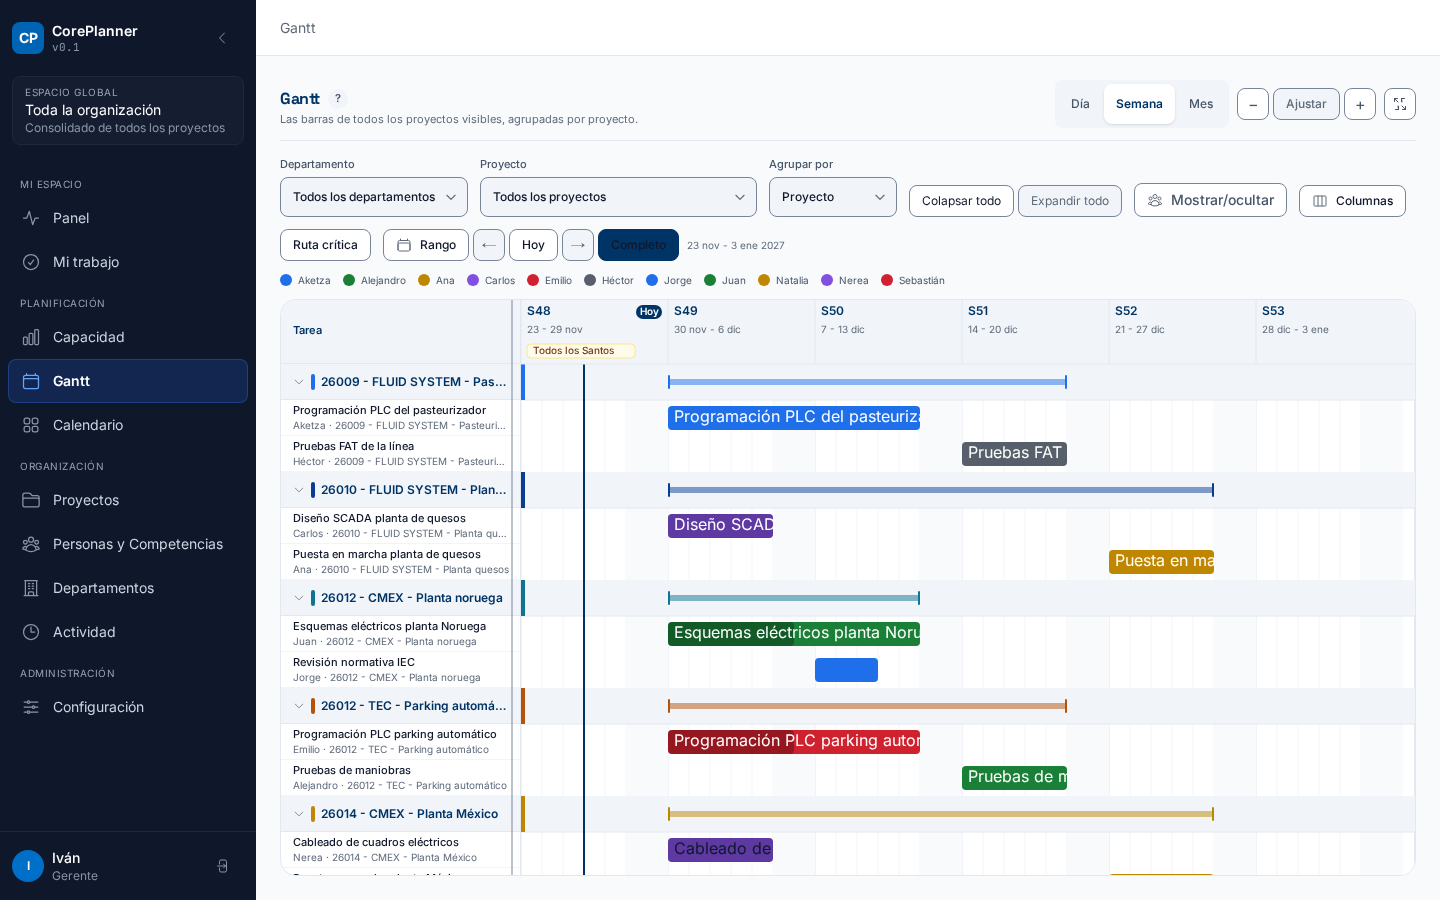 CP CorePlanner
v0.1
ESPACIO GLOBAL
Toda la organización
Consolidado de todos los proyectos
MI ESPACIO
Panel
Mi trabajo
PLANIFICACIÓN
Capacidad
Gantt
Calendario
ORGANIZACIÓN
Proyectos
Personas y Competencias
Departamentos
Actividad
ADMINISTRACIÓN
Configuración
I Iván
Gerente
Gantt
Gantt ?
Las barras de todos los proyectos visibles, agrupadas por proyecto.
Día Semana Mes − Ajustar +
Departamento Proyecto Agrupar por
Todos los departamentos Todos los proyectos Proyecto Colapsar todo Expandir todo Mostrar/ocultar Columnas
Ruta crítica Rango ← Hoy → Completo 23 nov - 3 ene 2027
Aketza Alejandro Ana Carlos Emilio Héctor Jorge Juan Natalia Nerea Sebastián
Tarea
S48 Hoy S49 S50 S51 S52 S53
23 - 29 nov 30 nov - 6 dic 7 - 13 dic 14 - 20 dic 21 - 27 dic 28 dic - 3 ene
Todos los Santos
26009 - FLUID SYSTEM - Pas...
Programación PLC del pasteurizador
Aketza · 26009 - FLUID SYSTEM - Pasteuri...
Programación PLC del pasteuriza
Pruebas FAT de la línea
Héctor · 26009 - FLUID SYSTEM - Pasteuri...
Pruebas FAT
26010 - FLUID SYSTEM - Plan...
Diseño SCADA planta de quesos
Carlos · 26010 - FLUID SYSTEM - Planta qu...
Diseño SCAD
Puesta en marcha planta de quesos
Ana · 26010 - FLUID SYSTEM - Planta quesos
Puesta en ma
26012 - CMEX - Planta noruega
Esquemas eléctricos planta Noruega
Juan · 26012 - CMEX - Planta noruega
Esquemas eléctricos planta Noru
Revisión normativa IEC
Jorge · 26012 - CMEX - Planta noruega
26012 - TEC - Parking automá...
Programación PLC parking automático
Emilio · 26012 - TEC - Parking automático
Programación PLC parking autor
Pruebas de maniobras
Alejandro · 26012 - TEC - Parking automático
Pruebas de m
26014 - CMEX - Planta México
Cableado de cuadros eléctricos
Nerea · 26014 - CMEX - Planta México
Cableado de